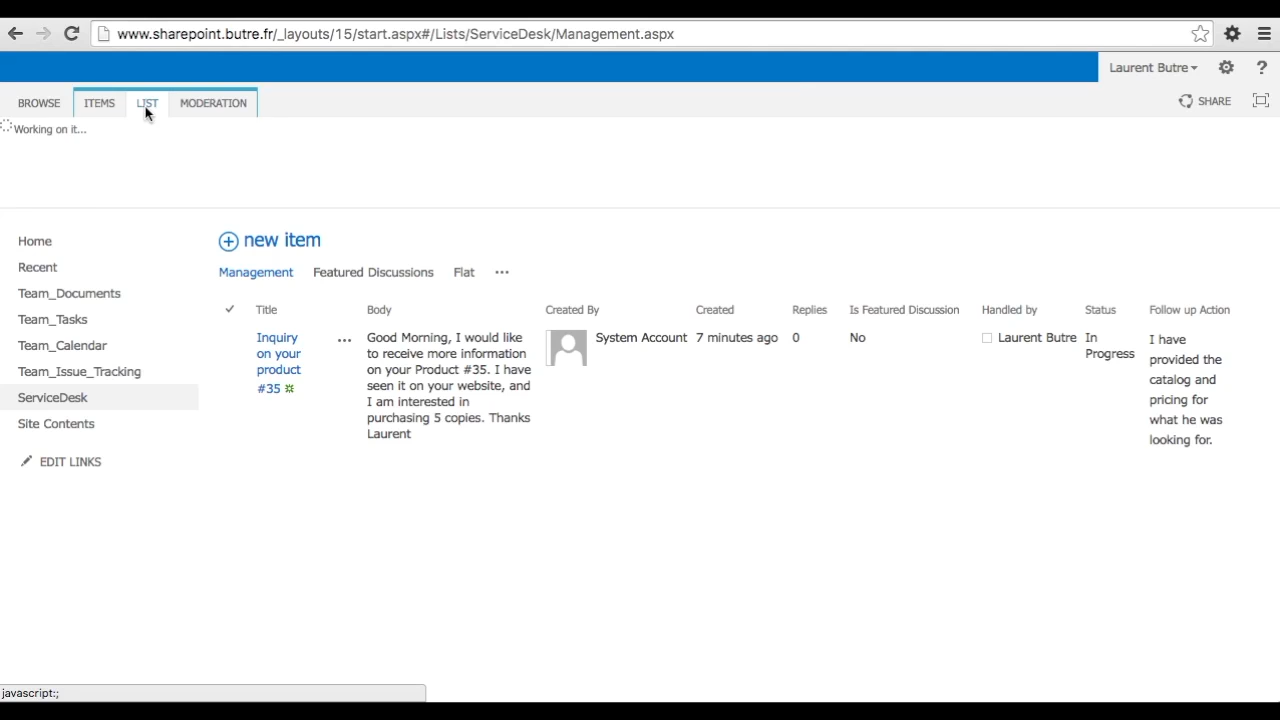 www.sharepoint.butre.fr/_layouts/15/start.aspx#/Lists/ServiceDesk/Management.aspx
Laurent Butre
?
BROWSE ITEMS LIST MODERATION SHARE
Working on it...
Home
Recent
Team_Documents
Team_Tasks
Team_Calendar
Team_Issue_Tracking
ServiceDesk
Site Contents
EDIT LINKS
new item
Management Featured Discussions Flat ...
Title Body Created By Created Replies Is Featured Discussion Handled by Status Follow up Action
Inquiry
on your
product
#35
...
Good Morning, I would like
to receive more information
on your Product #35. I have
seen it on your website, and
I am interested in
purchasing 5 copies. Thanks
Laurent
System Account
7 minutes ago
0
No
Laurent Butre
In
Progress
I have
provided the
catalog and
pricing for
what he was
looking for.
javascript:;